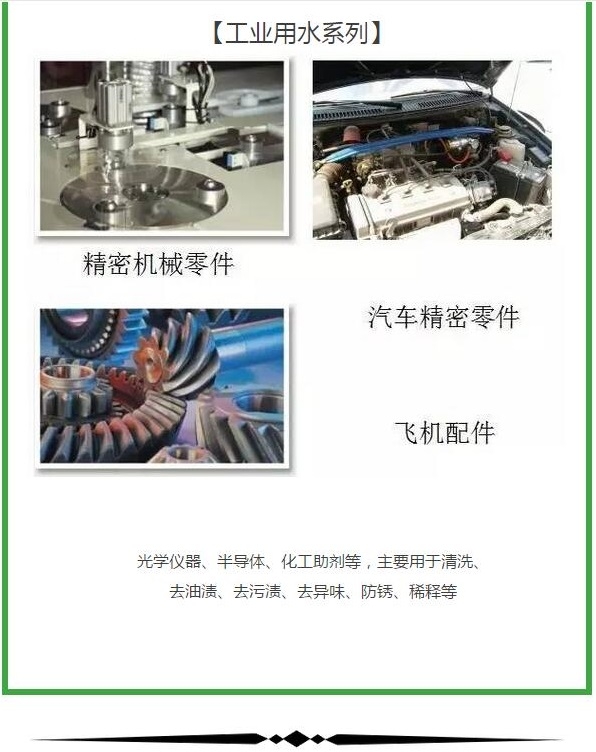 【工业用水系列】
精密机械零件
汽车精密零件
飞机配件
光学仪器、半导体、化工助剂等，主要用于清洗、
去油渍、去污渍、去异味、防锈、稀释等